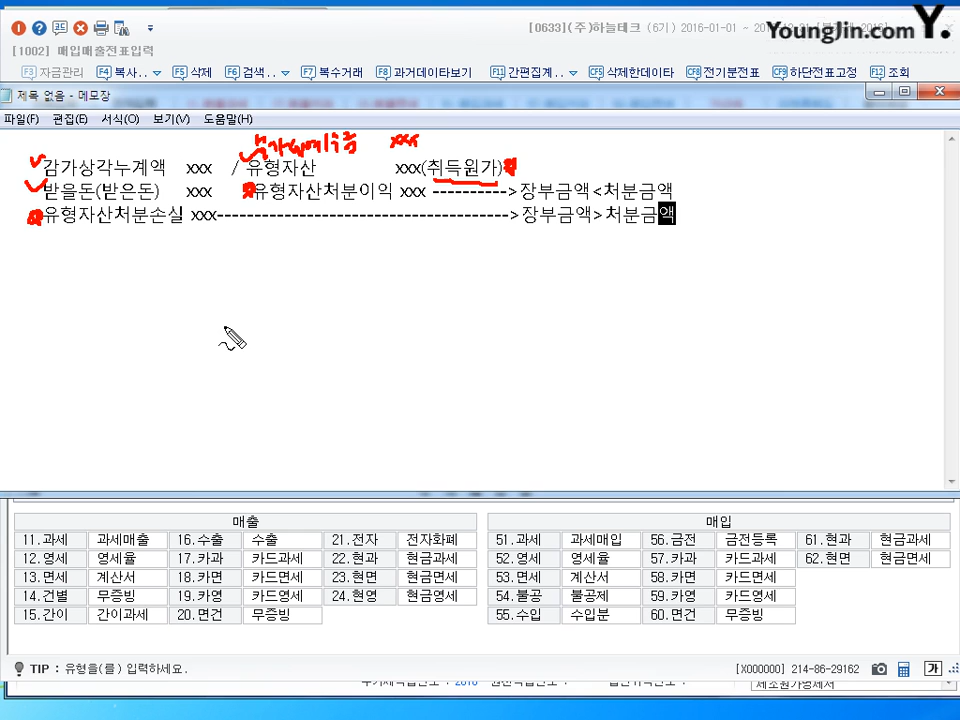 [0633](주)하늘테크 (6기) 2016-01-01 ~
YoungJin.com Y.
[1002] 매입매출전표입력
F3 자금관리 F4 복사.. F5 삭제 F6 검색.. F7 복수거래 F8 과거데이타보기 F11 간편집계.. CF5 삭제한데이타 CF8 전기분전표 CF9 하단전표고정 F12 조회
제목 없음 - 메모장
파일(F) 편집(E) 서식(O) 보기(V) 도움말(H)
xxx
감가상각누계액 xxx / 유형자산 xxx(취득원가)
받을돈(받은돈) xxx 유형자산처분이익 xxx ----------->장부금액<처분금액
유형자산처분손실 xxx------------------------------------------->장부금액>처분금액
매출 매입
11.과세 과세매출 16.수출 수출 21.전자 전자화폐 51.과세 과세매입 56.금전 금전등록 61.현과 현금과세
12.영세 영세율 17.카과 카드과세 22.현과 현금과세 52.영세 영세율 57.카과 카드과세 62.현면 현금면세
13.면세 계산서 18.카면 카드면세 23.현면 현금면세 53.면세 계산서 58.카면 카드면세
14.건별 무증빙 19.카영 카드영세 24.현영 현금영세 54.불공 불공제 59.카영 카드영세
15.간이 간이과세 20.면건 무증빙 55.수입 수입분 60.면건 무증빙
TIP : 유형을(를) 입력하세요. [X000000] 214-86-29162 가
제조원가명세서